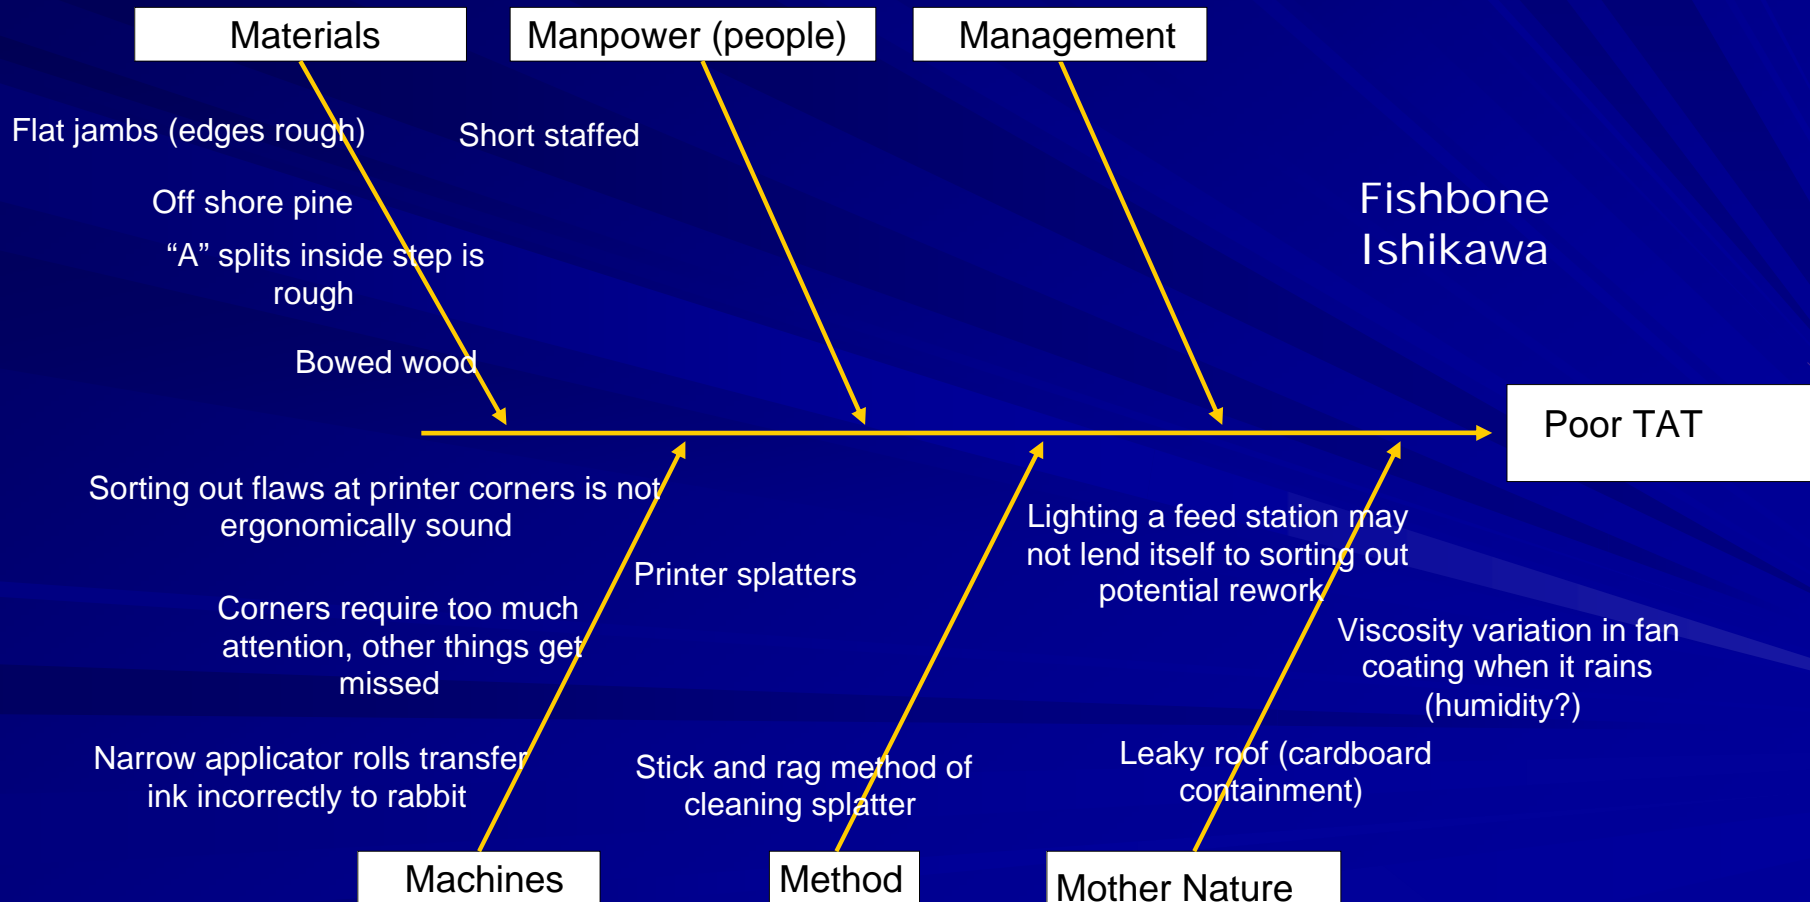 Materials
Manpower (people)
Management
Flat jambs (edges rough)
Short staffed
Off shore pine
“A” splits inside step is
rough
Bowed wood
Fishbone
Ishikawa
Poor TAT
Sorting out flaws at printer corners is not
ergonomically sound
Corners require too much
attention, other things get
missed
Narrow applicator rolls transfer
ink incorrectly to rabbit
Printer splatters
Stick and rag method of
cleaning splatter
Lighting a feed station may
not lend itself to sorting out
potential rework
Viscosity variation in fan
coating when it rains
(humidity?)
Leaky roof (cardboard
containment)
Machines
Method
Mother Nature